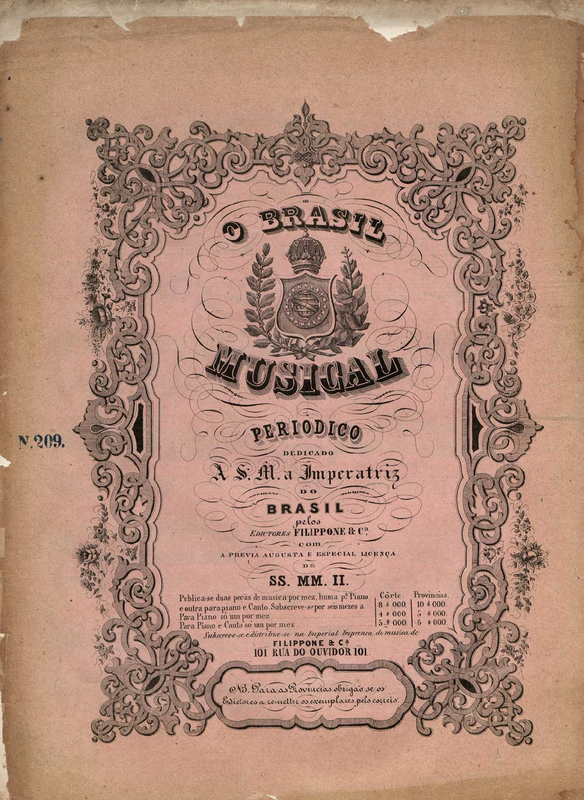 O BRASIL
MUSICAL
PERIODICO
DEDICADO
A S. M. a Imperatriz
DO
BRASIL
pelos
EDICTORES FILIPPONE & Cª
com
A PREVIA AUGUSTA E ESPECIAL LICENÇA
DE
SS. MM. II.
Publica-se duas peças de musica por mez, huma pª Piano Côrte. Provincias.
e outra para piano e Canto. Subscreve-se por seis mezes a 8 $ 000 10 $ 000
Para Piano só um por mez 4 $ 000 5 $ 000
Para Piano e Canto só um por mez 5 $ 000 6 $ 000
Subscreve-se e distribue-se na Imperial Imprensa de musica de
FILIPPONE & Cª
101 RUA DO OUVIDOR 101
NB. Para as Provincias obrigão-se os
Edictores a remetter os exemplares pelo correio.
N. 209.